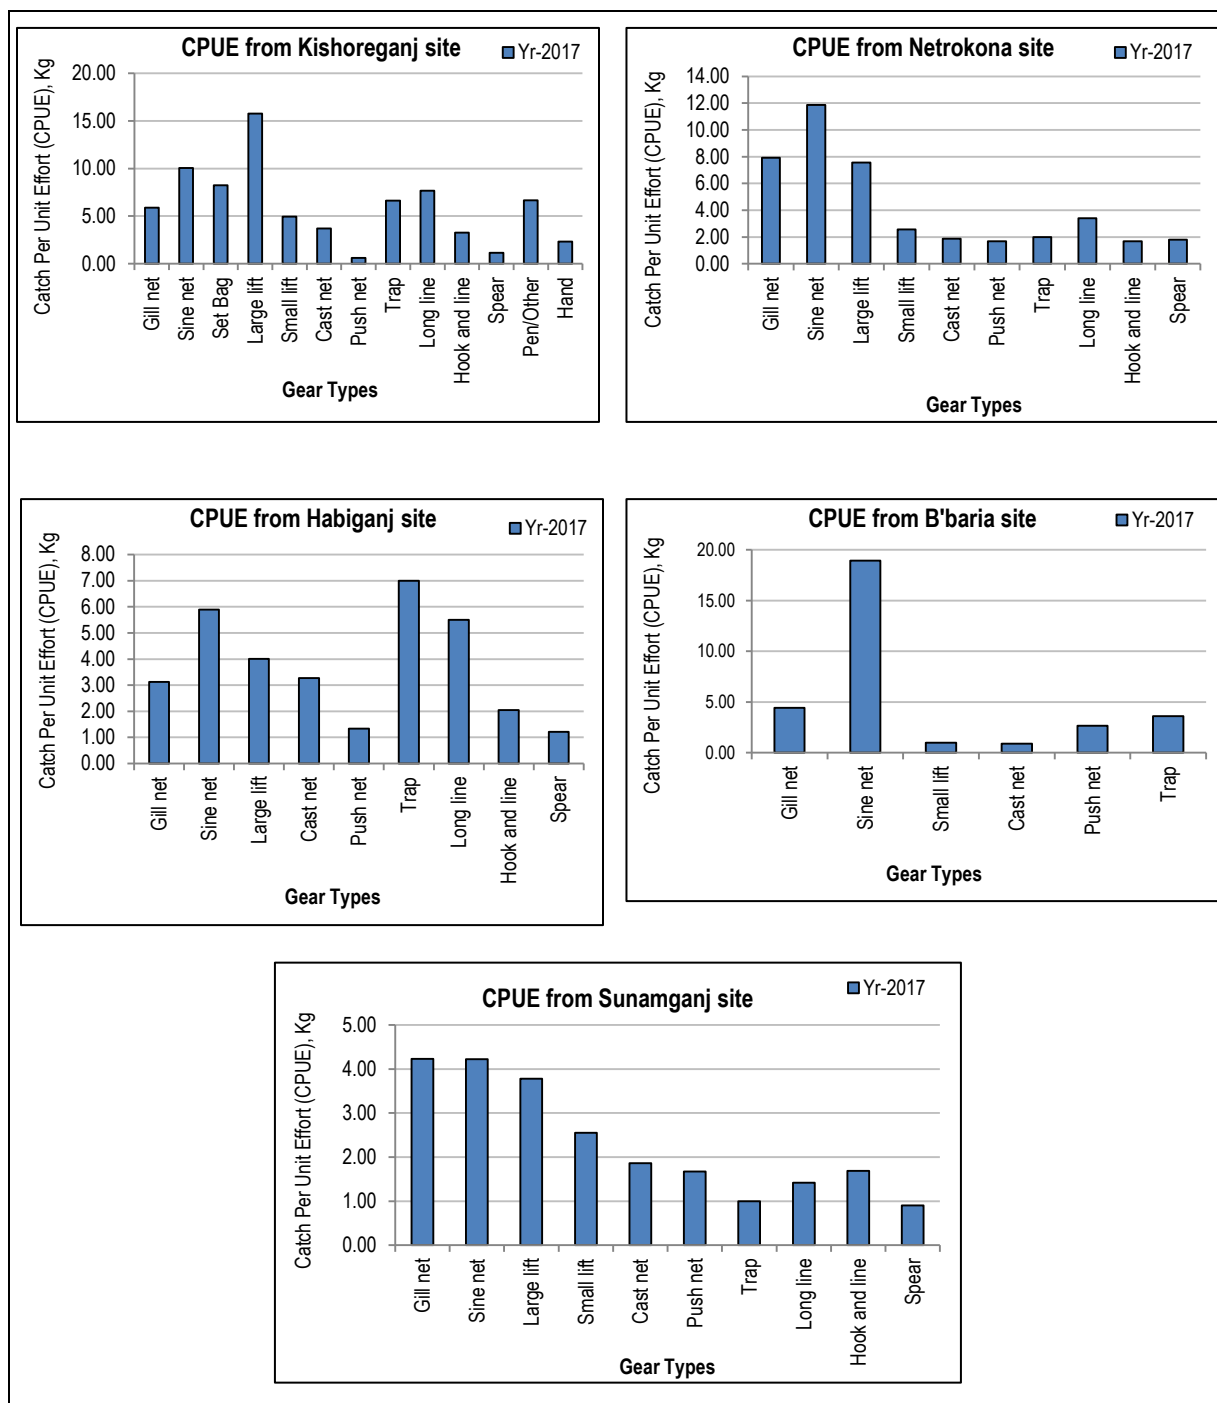 CPUE from Kishoreganj site
Yr-2017
Catch Per Unit Effort (CPUE), Kg
20.00
15.00
10.00
5.00
0.00
Gill net
Sine net
Set Bag
Large lift
Small lift
Cast net
Push net
Trap
Long line
Hook and line
Spear
Pen/Other
Hand
Gear Types
CPUE from Netrokona site
Yr-2017
Catch Per Unit Effort (CPUE), Kg
14.00
12.00
10.00
8.00
6.00
4.00
2.00
0.00
Gill net
Sine net
Large lift
Small lift
Cast net
Push net
Trap
Long line
Hook and line
Spear
Gear Types
CPUE from Habiganj site
Yr-2017
Catch Per Unit Effort (CPUE), Kg
8.00
7.00
6.00
5.00
4.00
3.00
2.00
1.00
0.00
Gill net
Sine net
Large lift
Cast net
Push net
Trap
Long line
Hook and line
Spear
Gear Types
CPUE from B'baria site
Yr-2017
Catch Per Unit Effort (CPUE), Kg
20.00
15.00
10.00
5.00
0.00
Gill net
Sine net
Small lift
Cast net
Push net
Trap
Gear Types
CPUE from Sunamganj site
Yr-2017
Catch Per Unit Effort (CPUE), Kg
5.00
4.00
3.00
2.00
1.00
0.00
Gill net
Sine net
Large lift
Small lift
Cast net
Push net
Trap
Long line
Hook and line
Spear
Gear Types